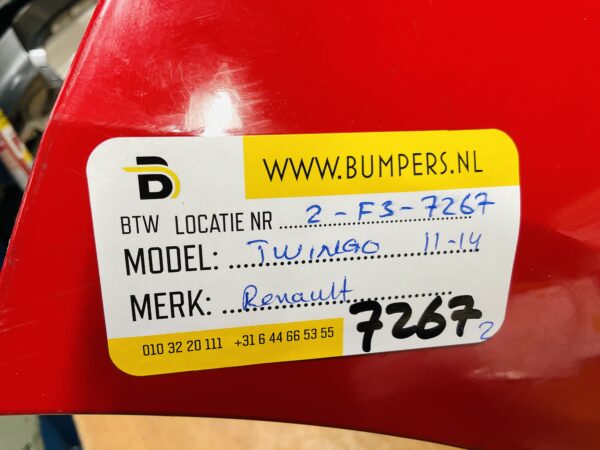 WWW.BUMPERS.NL
BTW LOCATIE NR 2-F3-7267
MODEL: TWINGO 11-14
MERK: Renault
010 32 20 111 +31 6 44 66 53 55
7267 2